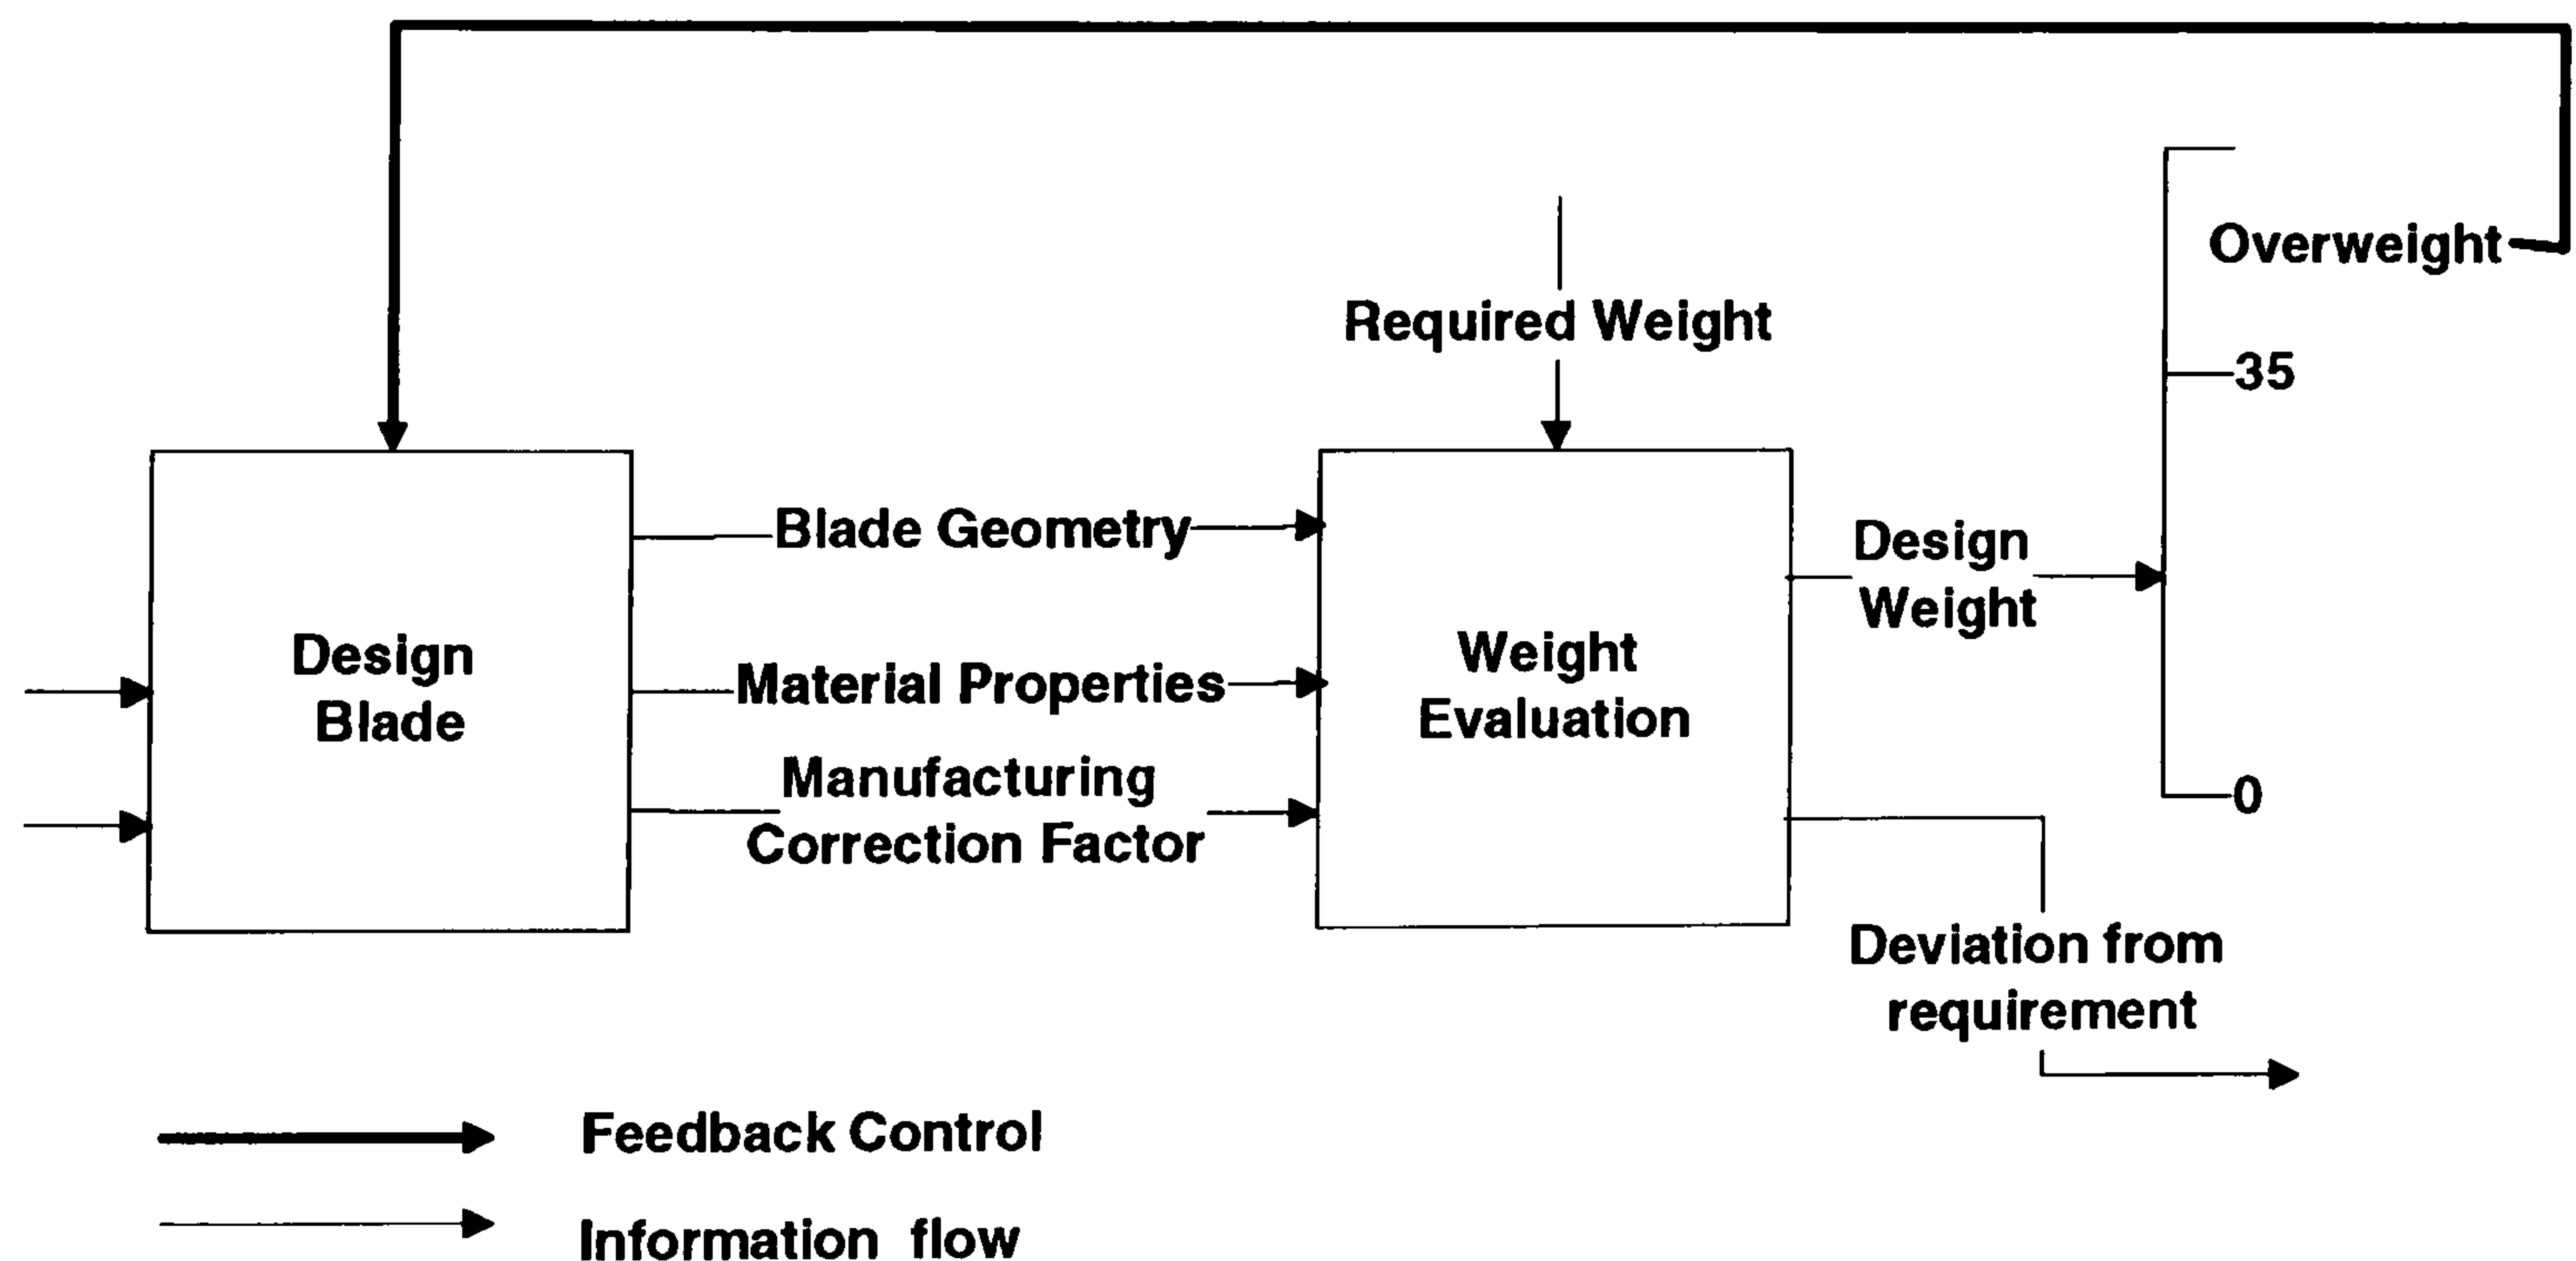 Overweight
Required Weight
35
Blade Geometry
Design
Weight
Design
Blade
Material Properties
Weight
Evaluation
Manufacturing
Correction Factor
0
Deviation from
requirement
Feedback Control
Information flow